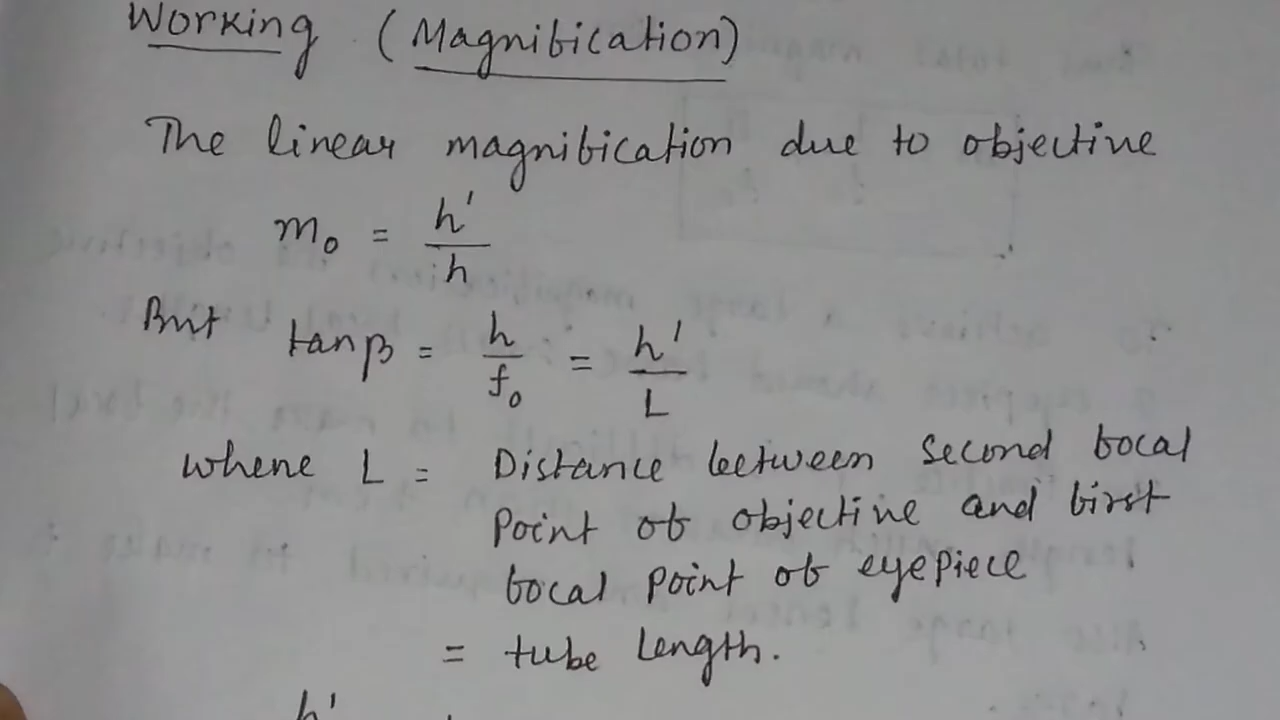 Working (Magnification)
The linear magnification due to objective
m₀ = h'/h
But tanβ = h/f₀ = h'/L
where L = Distance between second focal
point of objective and first
focal point of eyepiece
= tube length.
h'